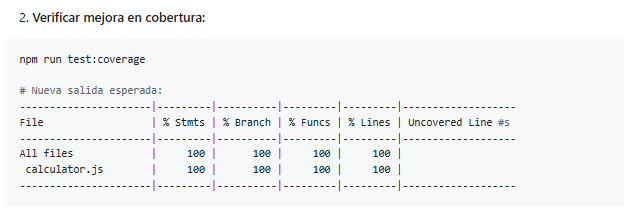 2. Verificar mejora en cobertura:
npm run test:coverage
# Nueva salida esperada:
---------------------|---------|----------|---------|---------|-------------------
File                 | % Stmts | % Branch | % Funcs | % Lines | Uncovered Line #s
---------------------|---------|----------|---------|---------|-------------------
All files            |     100 |      100 |     100 |     100 |
 calculator.js       |     100 |      100 |     100 |     100 |
---------------------|---------|----------|---------|---------|-------------------